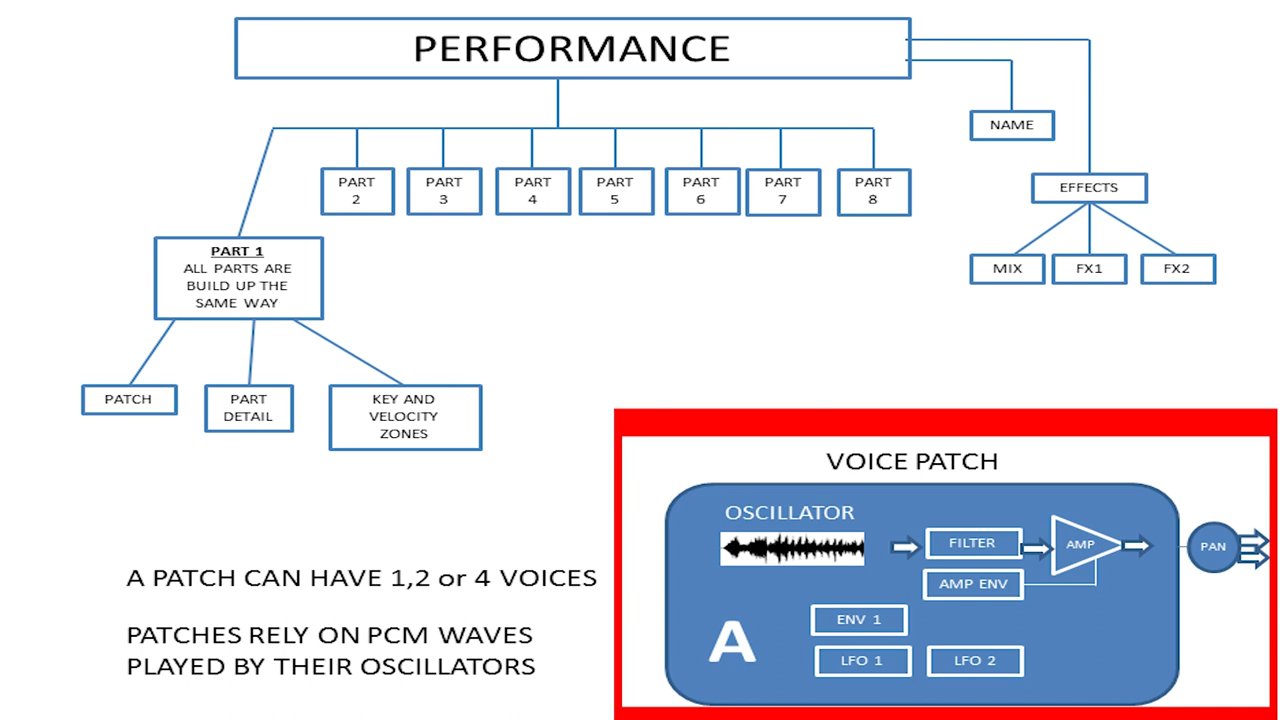 PERFORMANCE
NAME
PART
2
PART
3
PART
4
PART
5
PART
6
PART
7
PART
8
EFFECTS
MIX
FX1
FX2
PART 1
ALL PARTS ARE
BUILD UP THE
SAME WAY
PATCH
PART
DETAIL
KEY AND
VELOCITY
ZONES
VOICE PATCH
OSCILLATOR
FILTER
AMP
PAN
AMP ENV
ENV 1
A
LFO 1
LFO 2
A PATCH CAN HAVE 1,2 or 4 VOICES
PATCHES RELY ON PCM WAVES
PLAYED BY THEIR OSCILLATORS